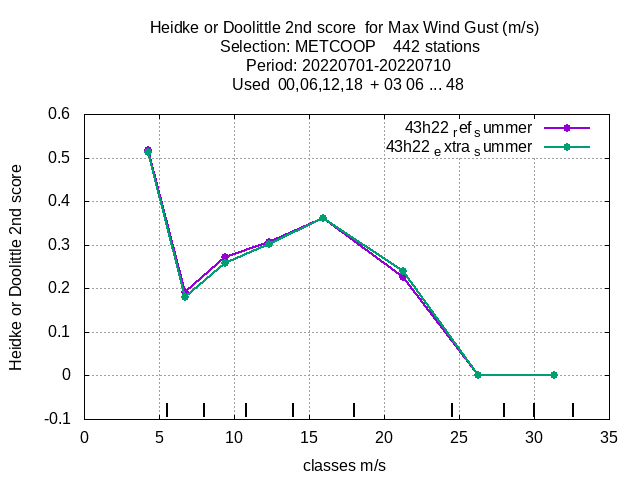 Heidke or Doolittle 2nd score  for Max Wind Gust (m/s)
Selection: METCOOP    442 stations
Period: 20220701-20220710
Used  00,06,12,18  + 03 06 ... 48
43h22 ref summer
43h22 extra summer
Heidke or Doolittle 2nd score
0.6
0.5
0.4
0.3
0.2
0.1
0
-0.1
0 5 10 15 20 25 30 35
classes m/s